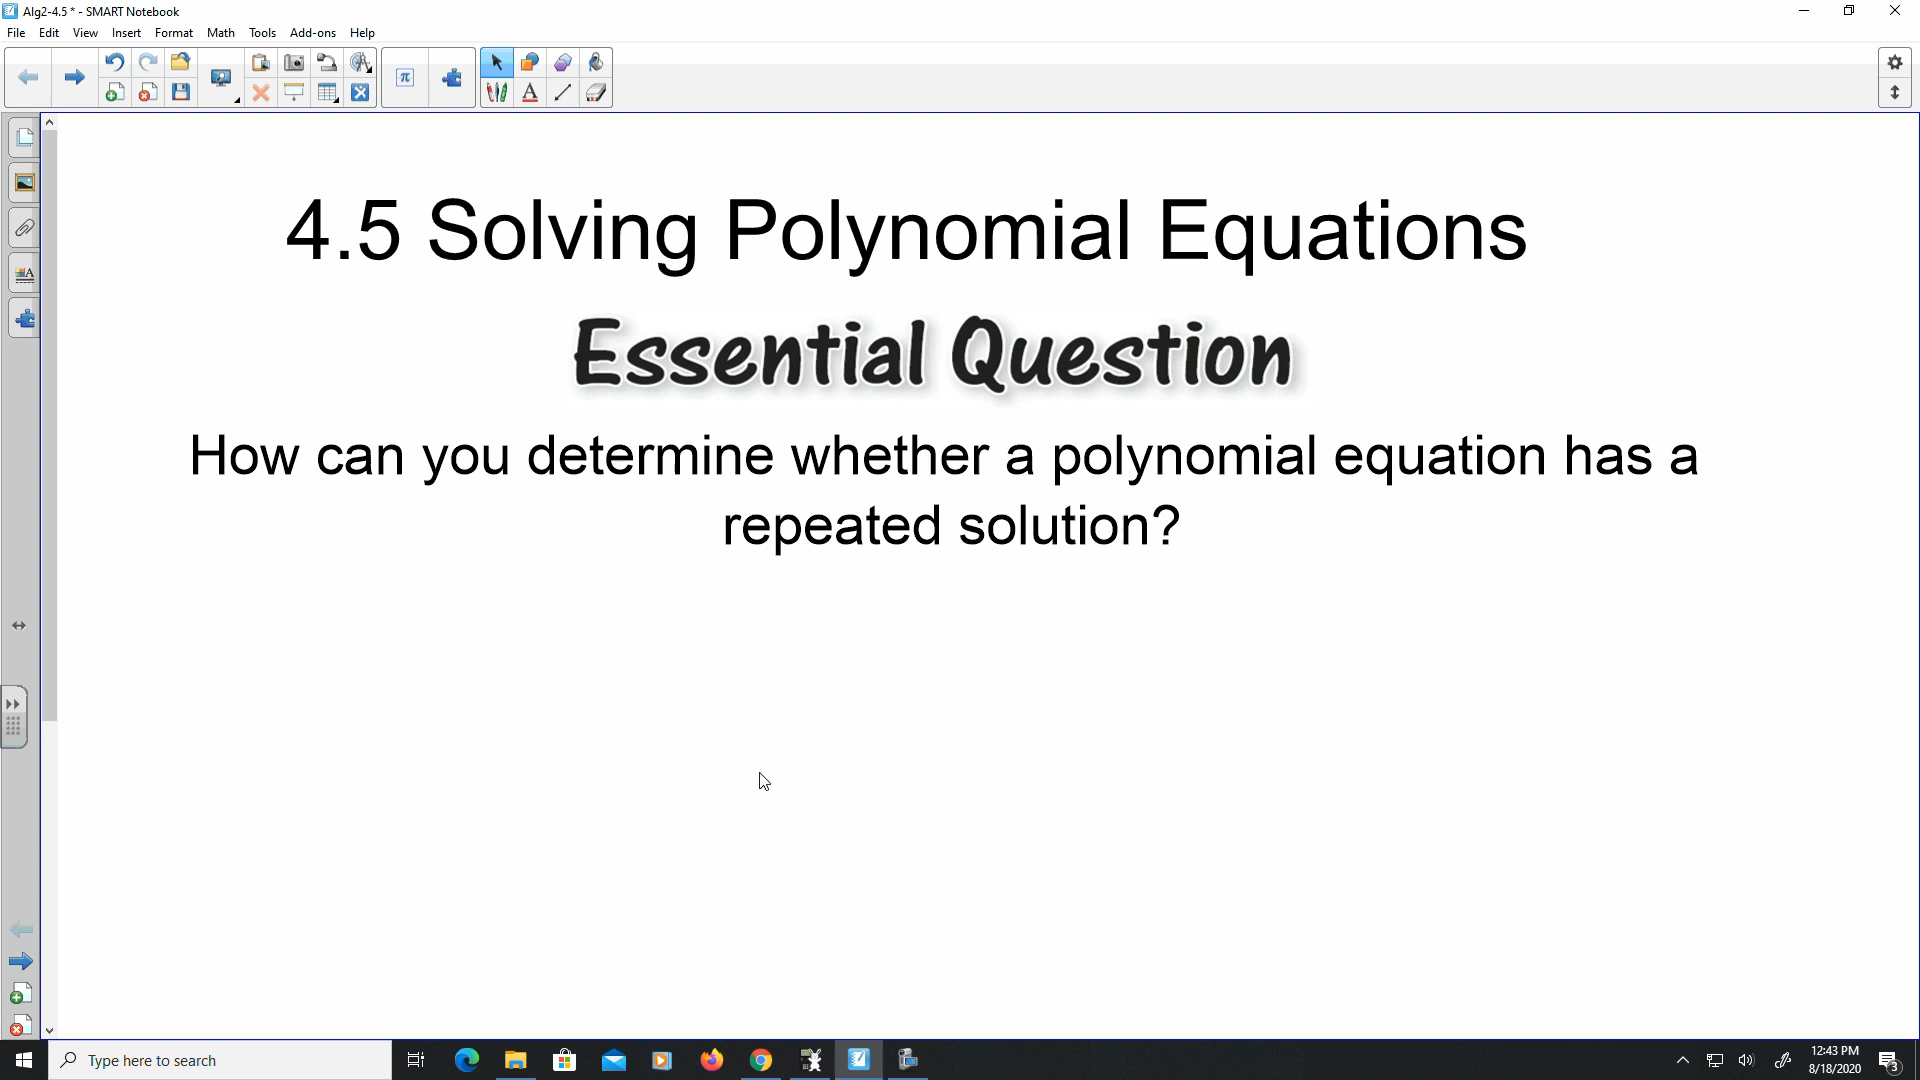 Alg2-4.5 * - SMART Notebook
File Edit View Insert Format Math Tools Add-ons Help
π
A
A
4.5 Solving Polynomial Equations
Essential Question
How can you determine whether a polynomial equation has a
repeated solution?
Type here to search
12:43 PM
8/18/2020
3